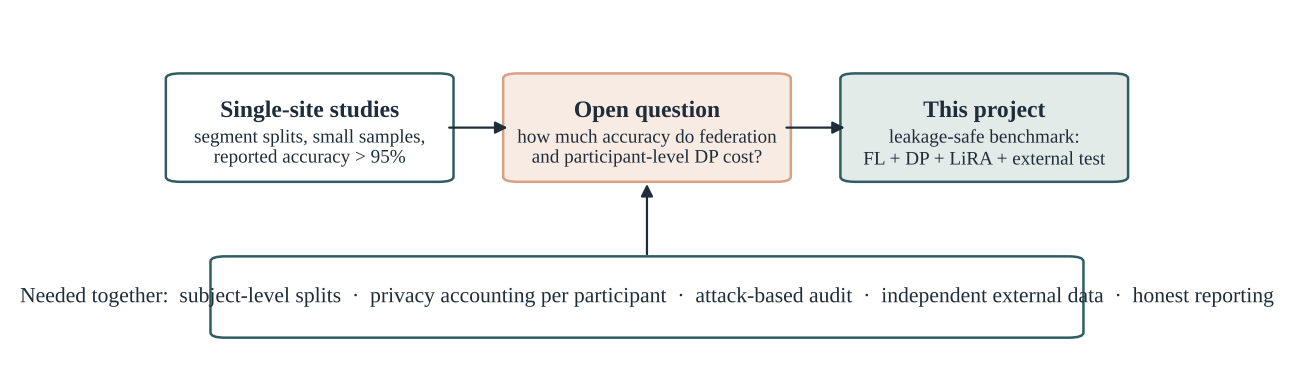 Single-site studies
segment splits, small samples,
reported accuracy > 95%
Open question
how much accuracy do federation
and participant-level DP cost?
This project
leakage-safe benchmark:
FL + DP + LiRA + external test
Needed together: subject-level splits · privacy accounting per participant · attack-based audit · independent external data · honest reporting